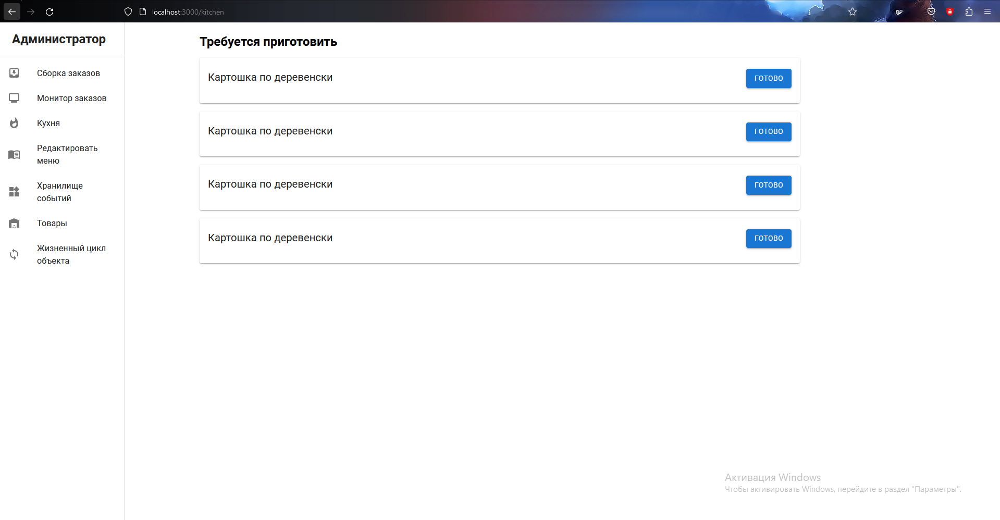 localhost:3000/kitchen
Администратор
Сборка заказов
Монитор заказов
Кухня
Редактировать
меню
Хранилище
событий
Товары
Жизненный цикл
объекта
Требуется приготовить
Картошка по деревенски
ГОТОВО
Картошка по деревенски
ГОТОВО
Картошка по деревенски
ГОТОВО
Картошка по деревенски
ГОТОВО
Активация Windows
Чтобы активировать Windows, перейдите в раздел "Параметры".